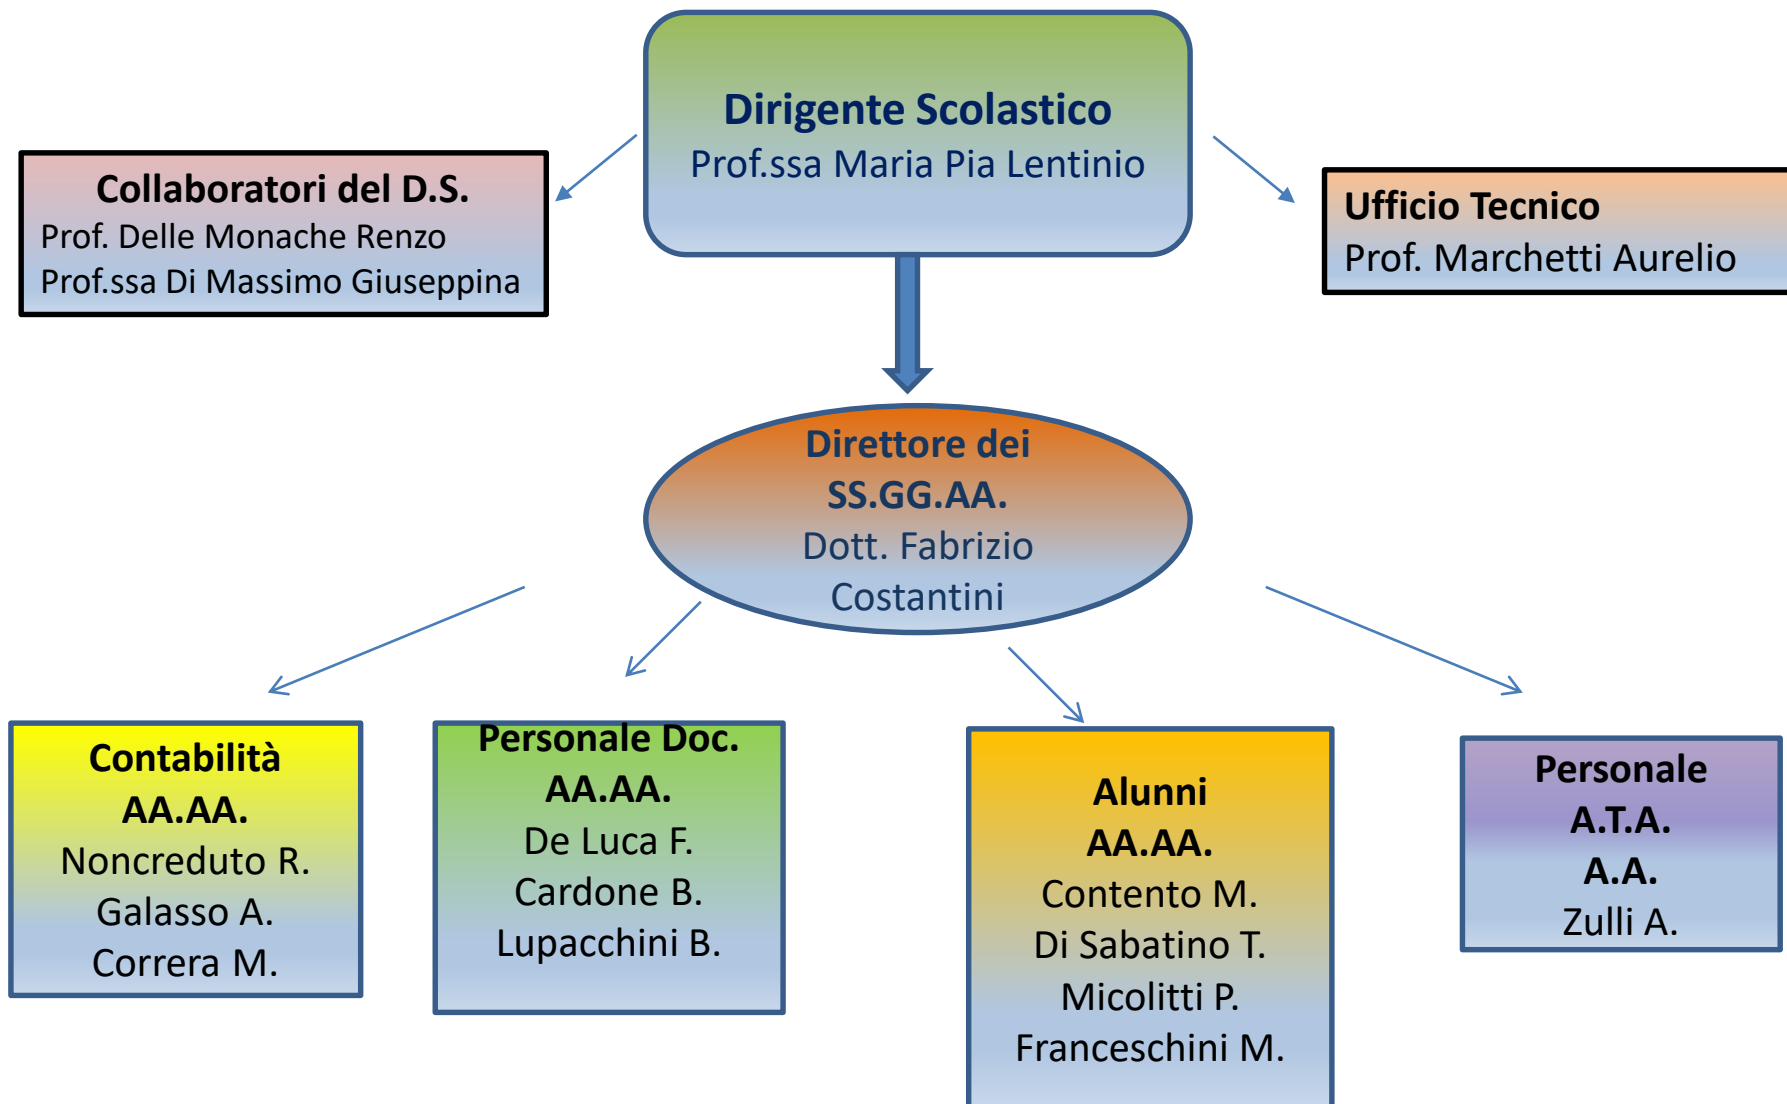 Dirigente Scolastico
Prof.ssa Maria Pia Lentinio
Collaboratori del D.S.
Prof. Delle Monache Renzo
Prof.ssa Di Massimo Giuseppina
Ufficio Tecnico
Prof. Marchetti Aurelio
Direttore dei
SS.GG.AA.
Dott. Fabrizio
Costantini
Contabilità
AA.AA.
Noncreduto R.
Galasso A.
Correra M.
Personale Doc.
AA.AA.
De Luca F.
Cardone B.
Lupacchini B.
Alunni
AA.AA.
Contento M.
Di Sabatino T.
Micolitti P.
Franceschini M.
Personale
A.T.A.
A.A.
Zulli A.